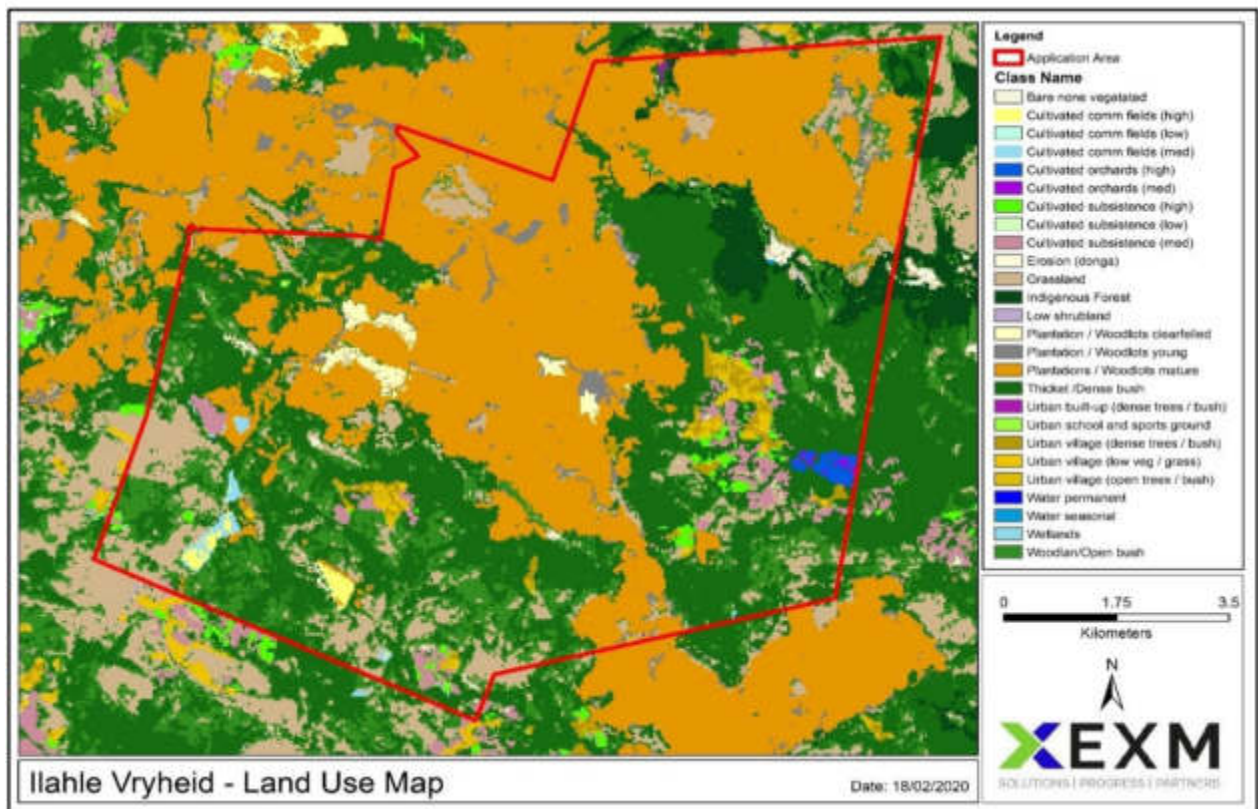 Legend
Application Area
Class Name
Bare none vegatated
Cultivated comm fields (high)
Cultivated comm fields (low)
Cultivated comm fields (med)
Cultivated orchards (high)
Cultivated orchards (med)
Cultivated subsistence (high)
Cultivated subsistence (low)
Cultivated subsistence (med)
Erosion (donga)
Grassland
Indigenous Forest
Low shrubland
Plantation / Woodlots clearfelled
Plantation / Woodlots young
Plantations / Woodlots mature
Thicket /Dense bush
Urban built-up (dense trees / bush)
Urban school and sports ground
Urban village (dense trees / bush)
Urban village (low veg / grass)
Urban village (open trees / bush)
Water permanent
Water seasonal
Wetlands
Woodlan/Open bush
0 1.75 3.5
Kilometers
N
XEXM
SOLUTIONS | PROGRESS | PARTNERS
Ilahle Vryheid - Land Use Map
Date: 18/02/2020